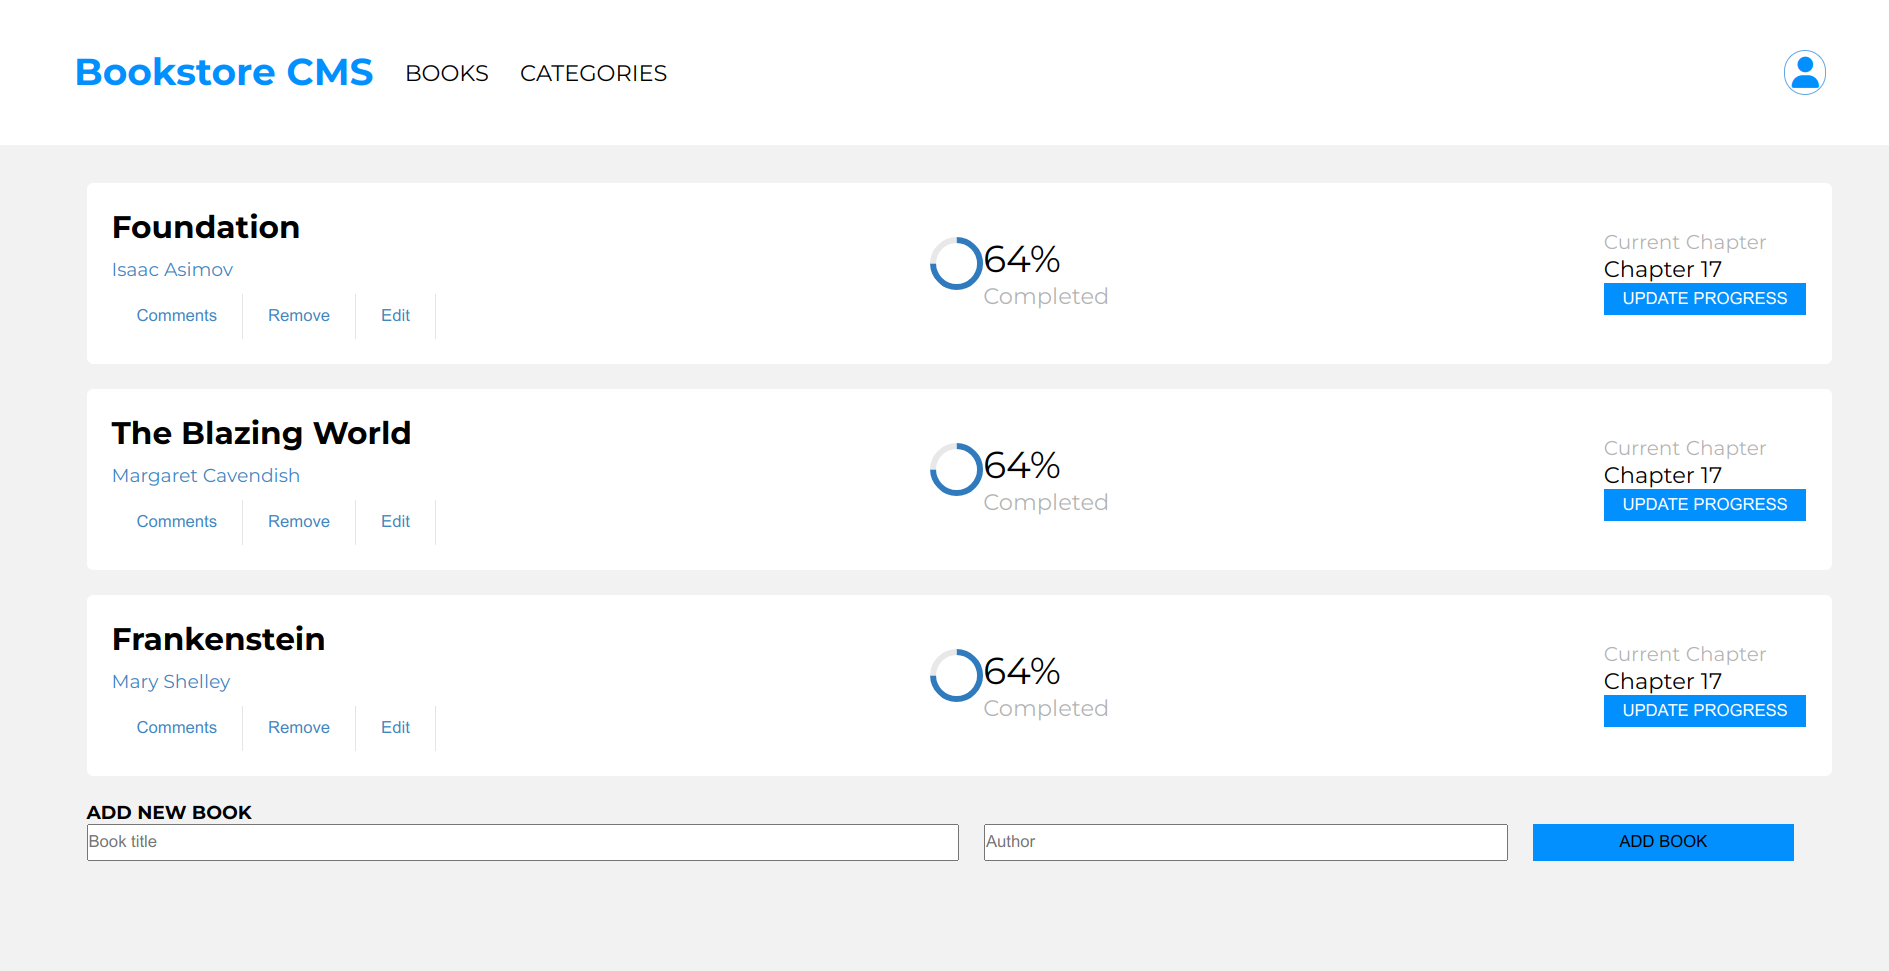 Bookstore CMS BOOKS CATEGORIES
Foundation
Isaac Asimov
Comments Remove Edit
64%
Completed
Current Chapter
Chapter 17
UPDATE PROGRESS
The Blazing World
Margaret Cavendish
Comments Remove Edit
64%
Completed
Current Chapter
Chapter 17
UPDATE PROGRESS
Frankenstein
Mary Shelley
Comments Remove Edit
64%
Completed
Current Chapter
Chapter 17
UPDATE PROGRESS
ADD NEW BOOK
Book title Author ADD BOOK